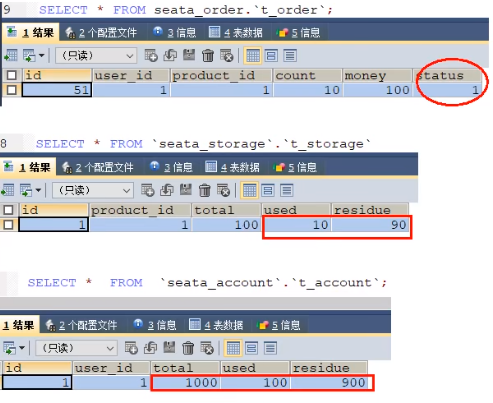 9 SELECT * FROM seata_order.`t_order`;
1 结果 2 个配置文件 3 信息 4 表数据 5 信息
(只读)
id user_id product_id count money status
51 1 1 10 100 1
8 SELECT * FROM `seata_storage`.`t_storage`
1 结果 2 个配置文件 3 信息 4 表数据 5 信息
(只读)
id product_id total used residue
1 1 100 10 90
SELECT * FROM `seata_account`.`t_account`;
1 结果 2 个配置文件 3 信息 4 表数据 5 信息
(只读)
id user_id total used residue
1 1 1000 100 900